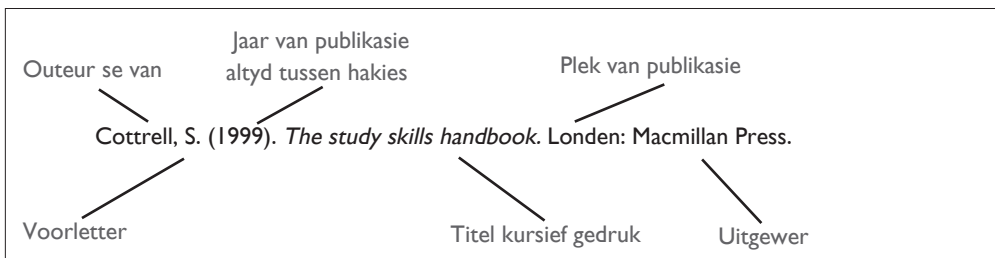 Jaar van publikasie
altyd tussen hakies
Outeur se van
Plek van publikasie
Cottrell, S. (1999). The study skills handbook. Londen: Macmillan Press.
Voorletter
Titel kursief gedruk
Uitgewer